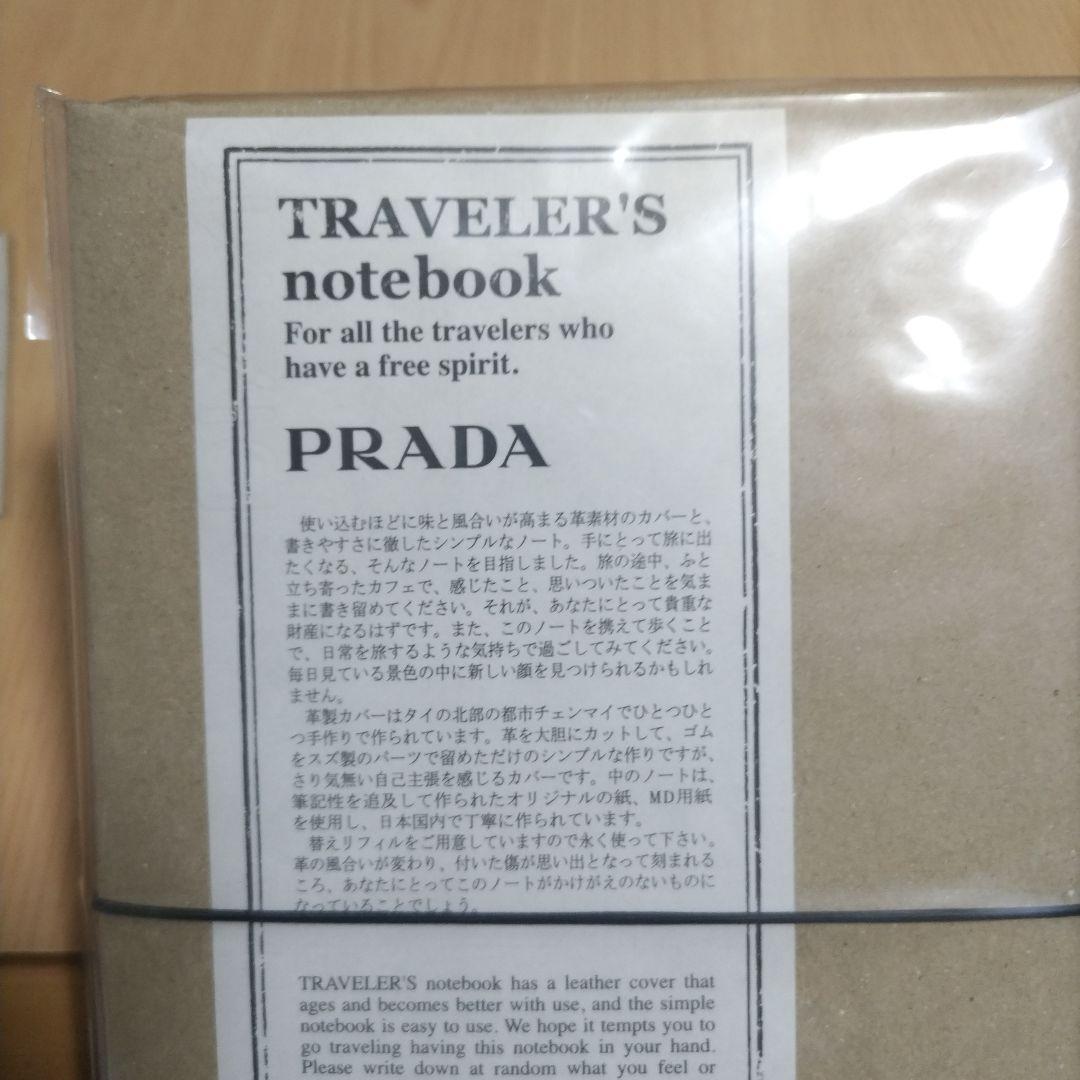 TRAVELER'S
notebook
For all the travelers who
have a free spirit.
PRADA
使い込むほどに味と風合いが高まる革素材のカバーと、
書きやすさに徹したシンプルなノート。手にとって旅に出
たくなる、そんなノートを目指しました。旅の途中、ふと
立ち寄ったカフェで、感じたこと、思いついたことを気ま
まに書き留めてください。それが、あなたにとって貴重な
財産になるはずです。また、このノートを携えて歩くこと
で、日常を旅するような気持ちで過ごしてみてください。
毎日見ている景色の中に新しい顔を見つけられるかもしれ
ません。
革製カバーはタイの北部の都市チェンマイでひとつひと
つ手作りで作られています。革を大胆にカットして、ゴム
をスズ製のパーツで留めただけのシンプルな作りですが、
さり気無い自己主張を感じるカバーです。中のノートは、
筆記性を追及して作られたオリジナルの紙、MD用紙
を使用し、日本国内で丁寧に作られています。
替えリフィルをご用意していますので永く使って下さい。
革の風合いが変わり、付いた傷が思い出となって刻まれる
ころ、あなたにとってこのノートがかけがえのないものに
なっていることでしょう。
TRAVELER'S notebook has a leather cover that
ages and becomes better with use, and the simple
notebook is easy to use. We hope it tempts you to
go traveling having this notebook in your hand.
Please write down at random what you feel or